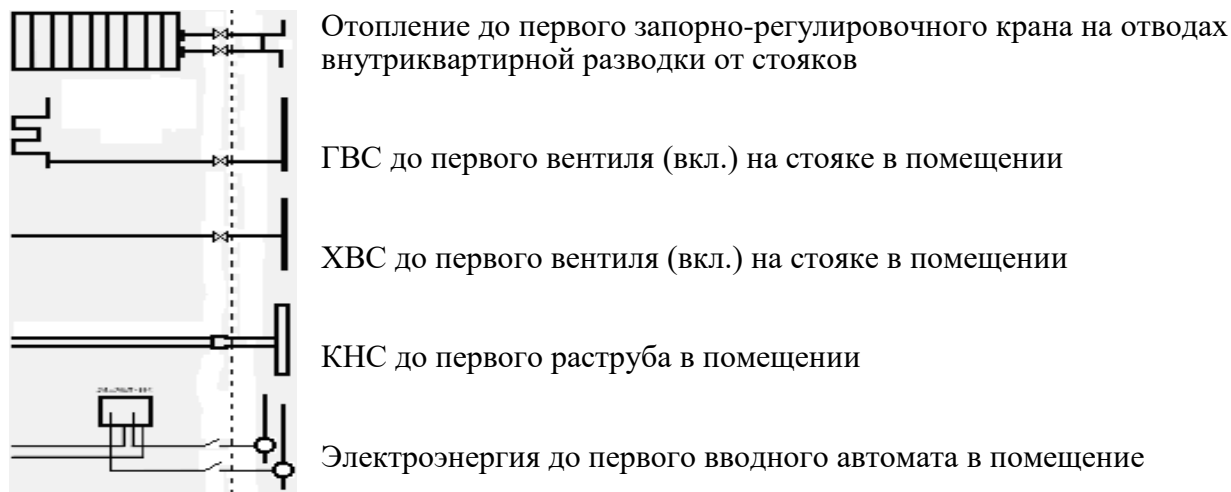 Отопление до первого запорно-регулировочного крана на отводах
внутриквартирной разводки от стояков
ГВС до первого вентиля (вкл.) на стояке в помещении
ХВС до первого вентиля (вкл.) на стояке в помещении
КНС до первого раструба в помещении
Электроэнергия до первого вводного автомата в помещение